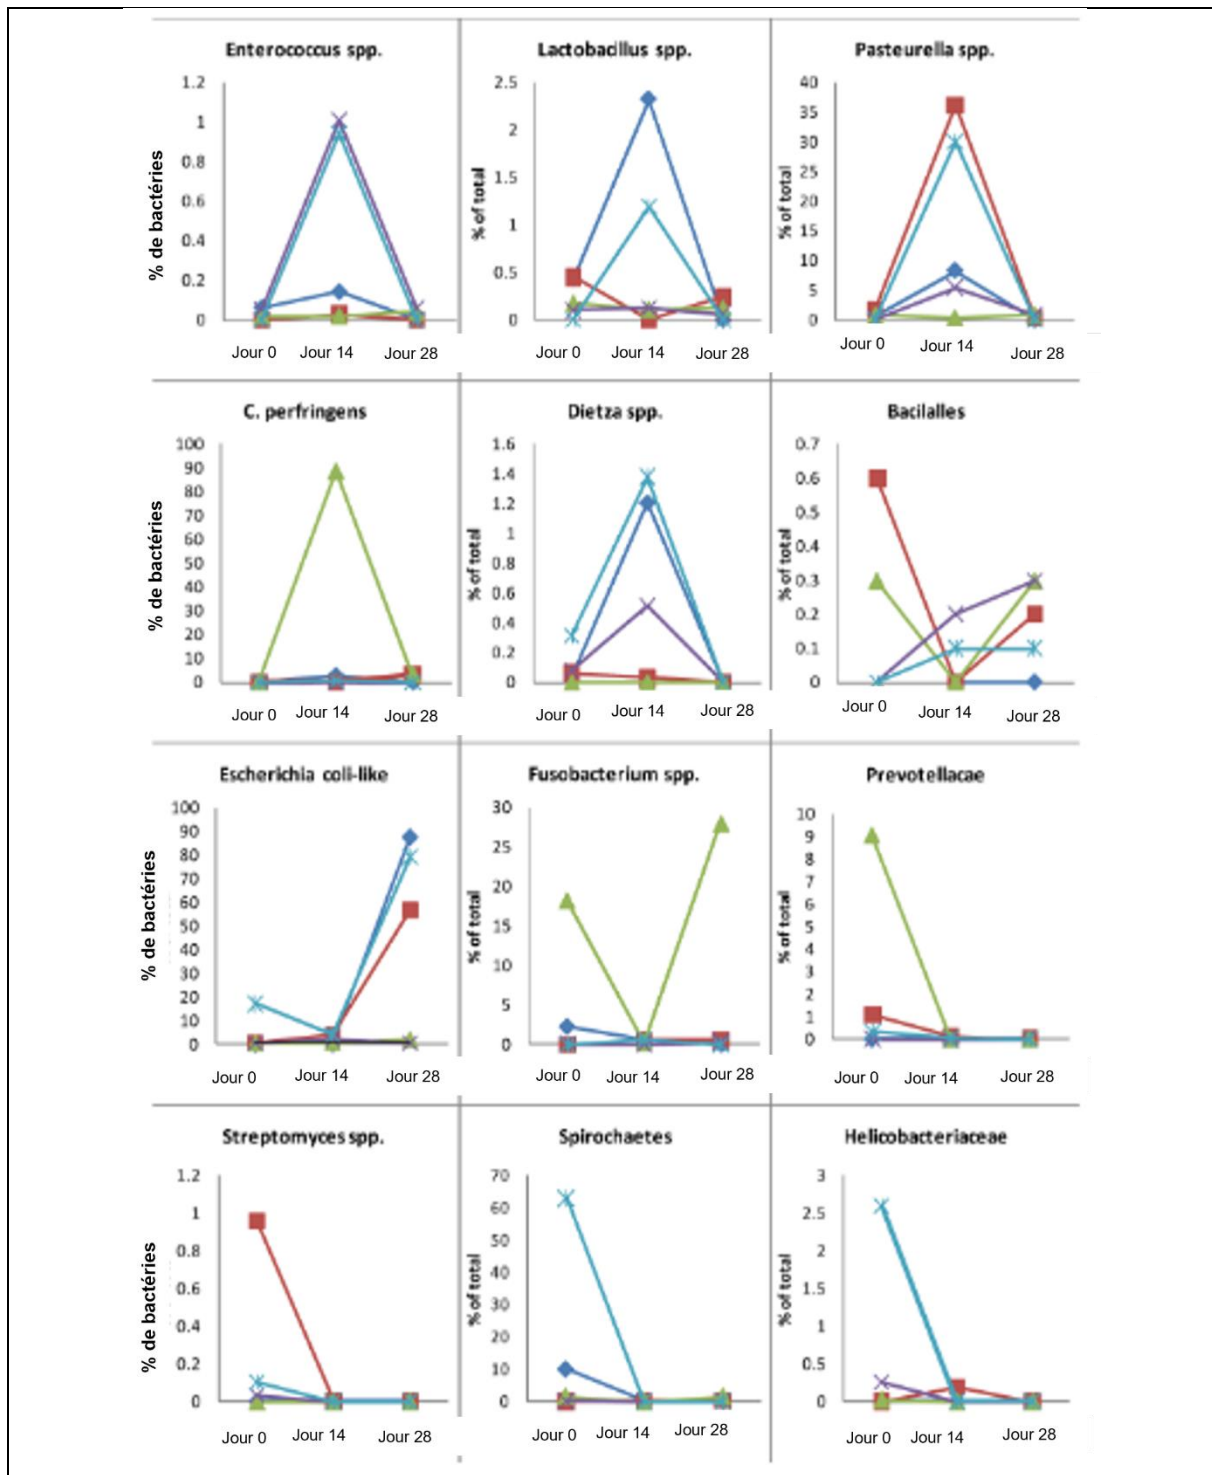 Enterococcus spp.
1.2
1
0.8
0.6
0.4
0.2
0
% de bactéries
Jour 0 Jour 14 Jour 28
Lactobacillus spp.
2.5
2
1.5
1
0.5
0
% of total
Jour 0 Jour 14 Jour 28
Pasteurella spp.
40
35
30
25
20
15
10
5
0
% of total
Jour 0 Jour 14 Jour 28
C. perfringens
100
90
80
70
60
50
40
30
20
10
0
% de bactéries
Jour 0 Jour 14 Jour 28
Dietza spp.
1.6
1.4
1.2
1
0.8
0.6
0.4
0.2
0
% of total
Jour 0 Jour 14 Jour 28
Bacilalles
0.7
0.6
0.5
0.4
0.3
0.2
0.1
0
% of total
Jour 0 Jour 14 Jour 28
Escherichia coli-like
100
90
80
70
60
50
40
30
20
10
0
% de bactéries
Jour 0 Jour 14 Jour 28
Fusobacterium spp.
30
25
20
15
10
5
0
% of total
Jour 0 Jour 14 Jour 28
Prevotellacae
10
9
8
7
6
5
4
3
2
1
0
% of total
Jour 0 Jour 14 Jour 28
Streptomyces spp.
1.2
1
0.8
0.6
0.4
0.2
0
% de bactéries
Jour 0 Jour 14 Jour 28
Spirochaetes
70
60
50
40
30
20
10
0
% of total
Jour 0 Jour 14 Jour 28
Helicobacteriaceae
3
2.5
2
1.5
1
0.5
0
% of total
Jour 0 Jour 14 Jour 28